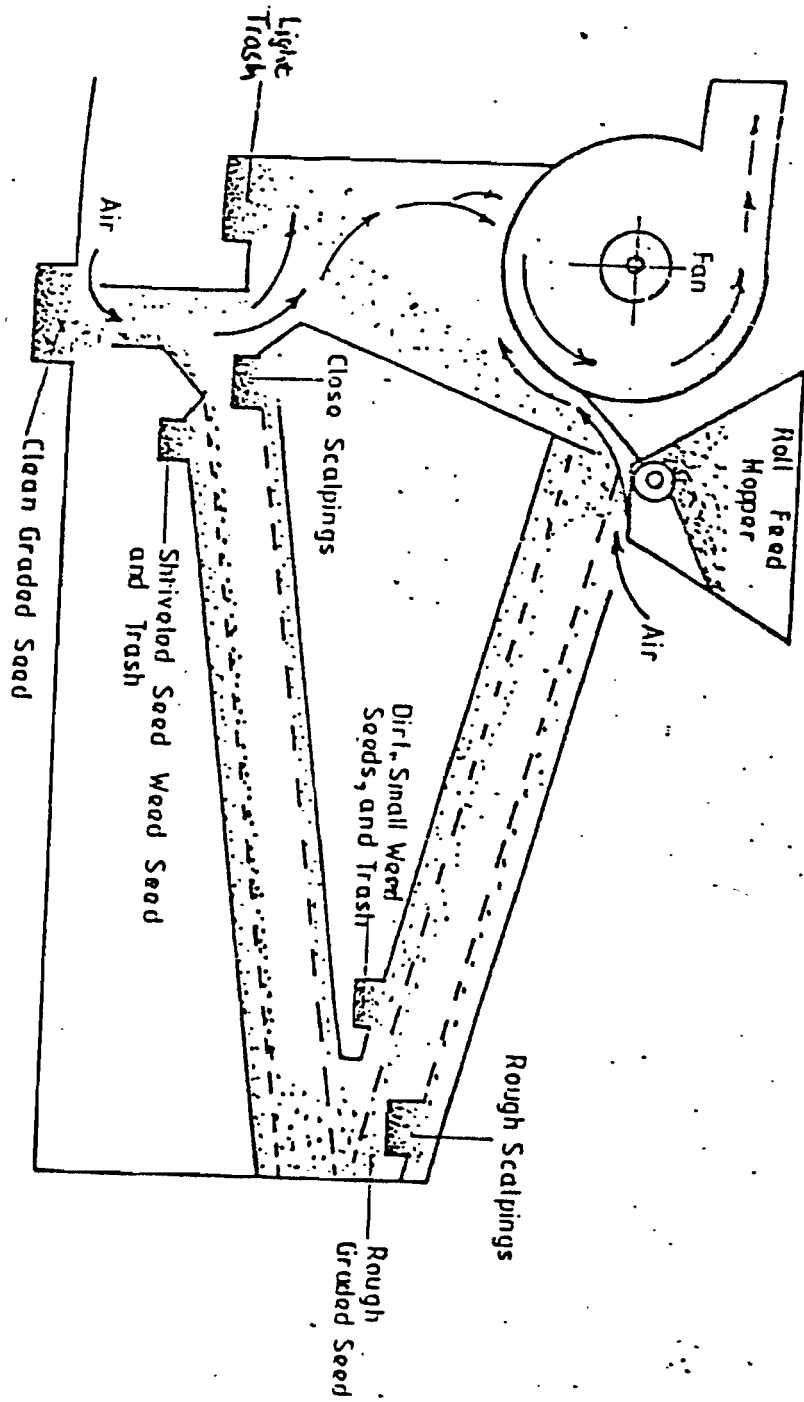 Roll Feed
Hopper
Fan
Air
Light
Trash
Air
Close Scalpings
Rough Scalpings
Dirt, Small Weed
Seeds, and Trash
Rough
Graded Seed
Shriveled Seed Weed Seed
and Trash
Clean Graded Seed